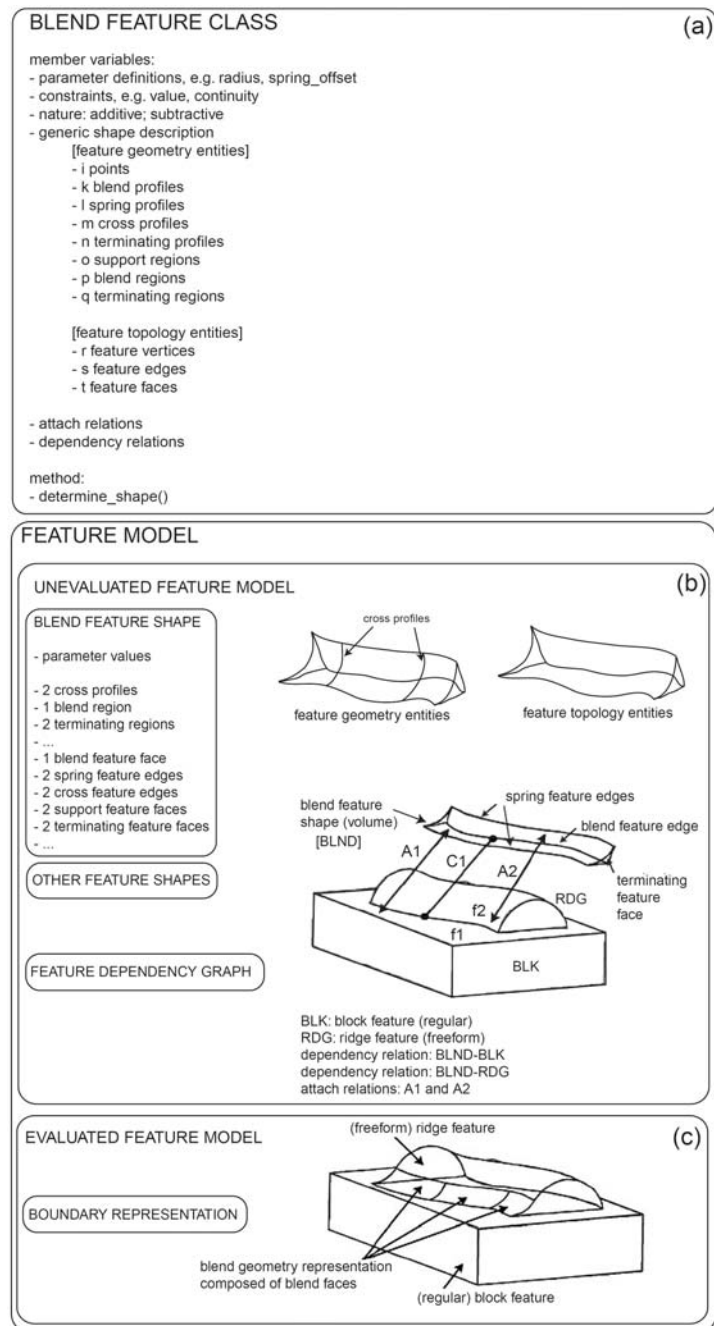 BLEND FEATURE CLASS
(a)
member variables:
- parameter definitions, e.g. radius, spring_offset
- constraints, e.g. value, continuity
- nature: additive; subtractive
- generic shape description
[feature geometry entities]
- i points
- k blend profiles
- l spring profiles
- m cross profiles
- n terminating profiles
- o support regions
- p blend regions
- q terminating regions
[feature topology entities]
- r feature vertices
- s feature edges
- t feature faces
- attach relations
- dependency relations
method:
- determine_shape()
FEATURE MODEL
UNEVALUATED FEATURE MODEL
(b)
BLEND FEATURE SHAPE
- parameter values
- 2 cross profiles
- 1 blend region
- 2 terminating regions
- ...
- 1 blend feature face
- 2 spring feature edges
- 2 cross feature edges
- 2 support feature faces
- 2 terminating feature faces
- ...
OTHER FEATURE SHAPES
FEATURE DEPENDENCY GRAPH
cross profiles
feature geometry entities
feature topology entities
blend feature
shape (volume)
[BLND]
spring feature edges
blend feature edge
A1
C1
A2
terminating
feature
face
RDG
f2
f1
BLK
BLK: block feature (regular)
RDG: ridge feature (freeform)
dependency relation: BLND-BLK
dependency relation: BLND-RDG
attach relations: A1 and A2
EVALUATED FEATURE MODEL
(c)
BOUNDARY REPRESENTATION
(freeform) ridge feature
blend geometry representation
composed of blend faces
(regular) block feature